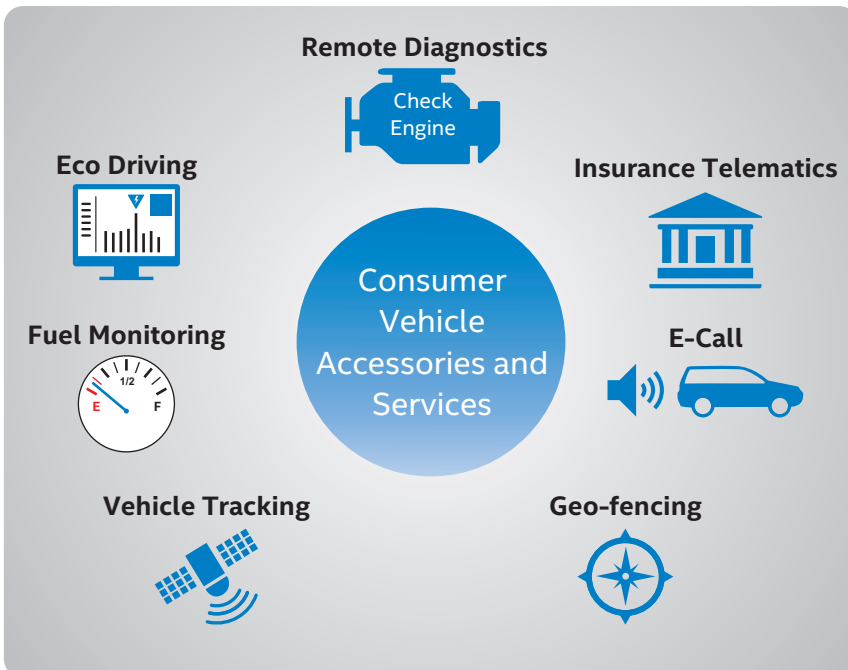 Remote Diagnostics
Check
Engine
Eco Driving
Insurance Telematics
Consumer
Vehicle
Accessories and
Services
Fuel Monitoring
1/2
E
F
E-Call
Vehicle Tracking
Geo-fencing